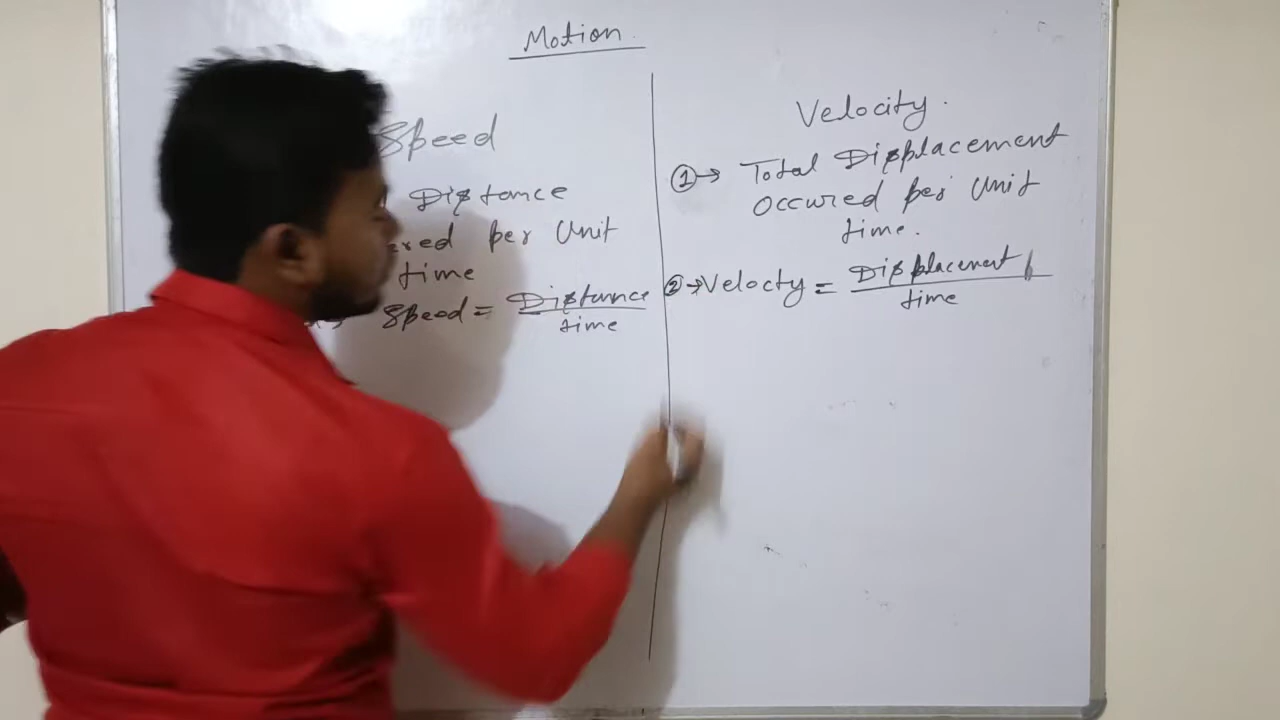 Motion
Speed
Distance
ered per Unit
time
Speed = Distance
time
Velocity.
①→ Total Displacement
Occured per Unit
time.
②→ Velocty = Displacement
time